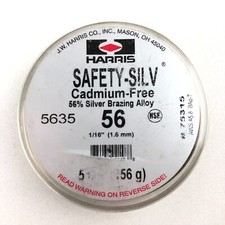 J.W. HARRIS CO., INC., MASON, OH 45040
HARRIS
SAFETY-SILV
Cadmium-Free
56% Silver Brazing Alloy
5635
56
NSF
1/16" (1.6 mm)
# 75315
READ WARNING ON REVERSE SIDE!